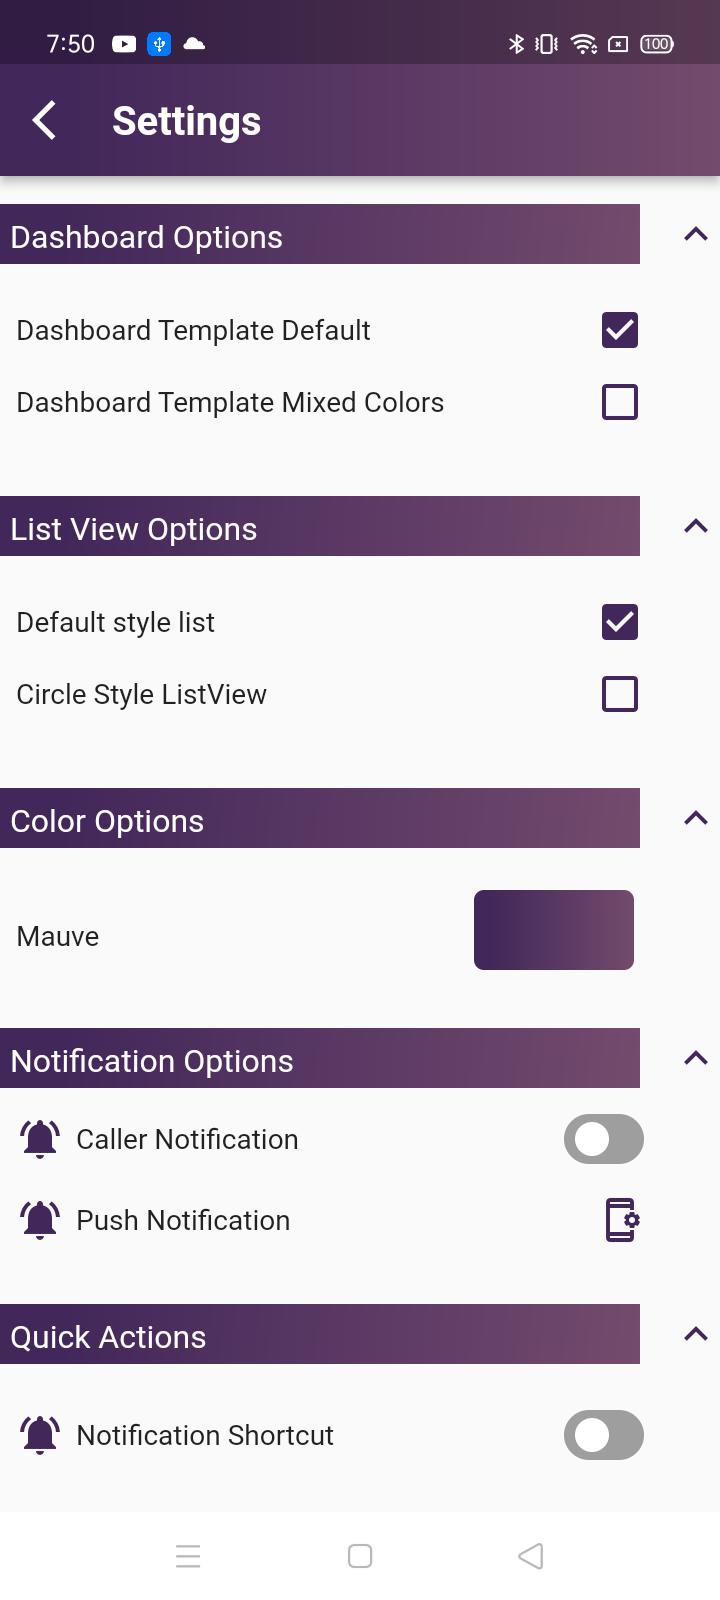 7:50
100
Settings
Dashboard Options
Dashboard Template Default
Dashboard Template Mixed Colors
List View Options
Default style list
Circle Style ListView
Color Options
Mauve
Notification Options
Caller Notification
Push Notification
Quick Actions
Notification Shortcut